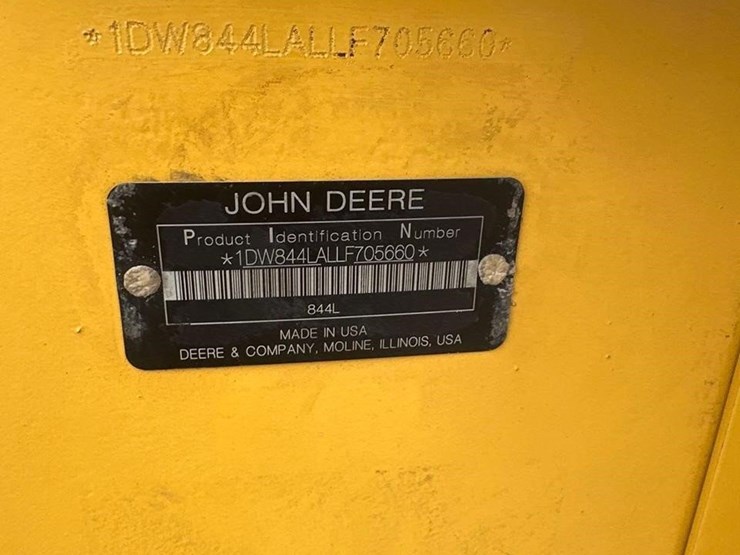 *1DW844LALLF705660*
JOHN DEERE
Product Identification Number
*1DW844LALLF705660*
844L
MADE IN USA
DEERE & COMPANY, MOLINE, ILLINOIS, USA